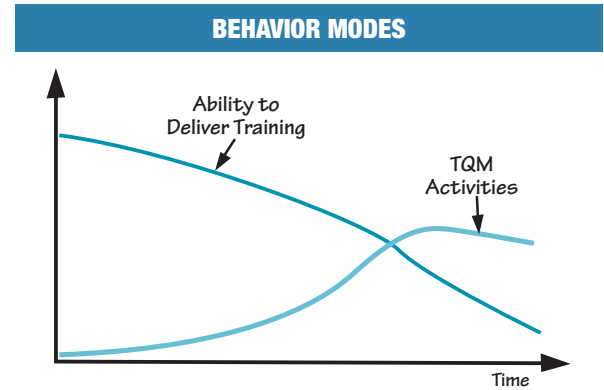 BEHAVIOR MODES
Ability to
Deliver Training
TQM
Activities
Time